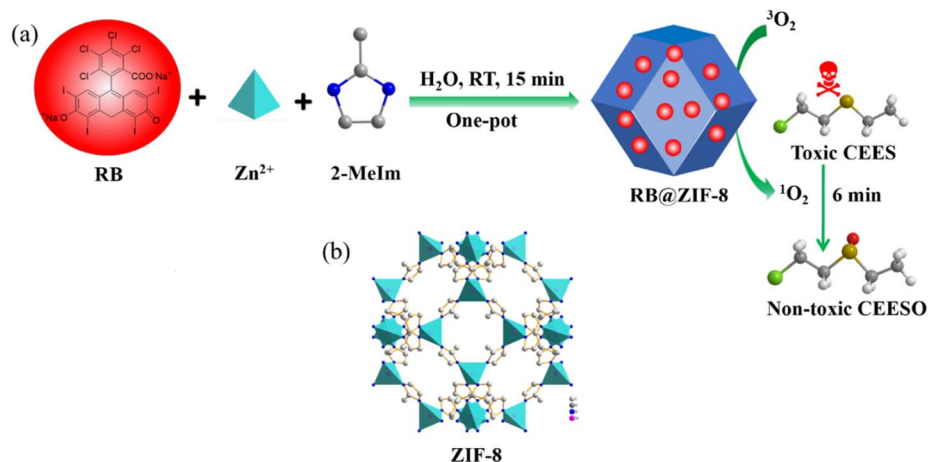 (a)
Cl
Cl
Cl
Cl
COO⁻Na⁺
I
I
⁺Na⁻O
O
I
I
RB
+
Zn²⁺
+
2-MeIm
H₂O, RT, 15 min
One-pot
RB@ZIF-8
³O₂
¹O₂
Toxic CEES
6 min
Non-toxic CEESO
(b)
ZIF-8